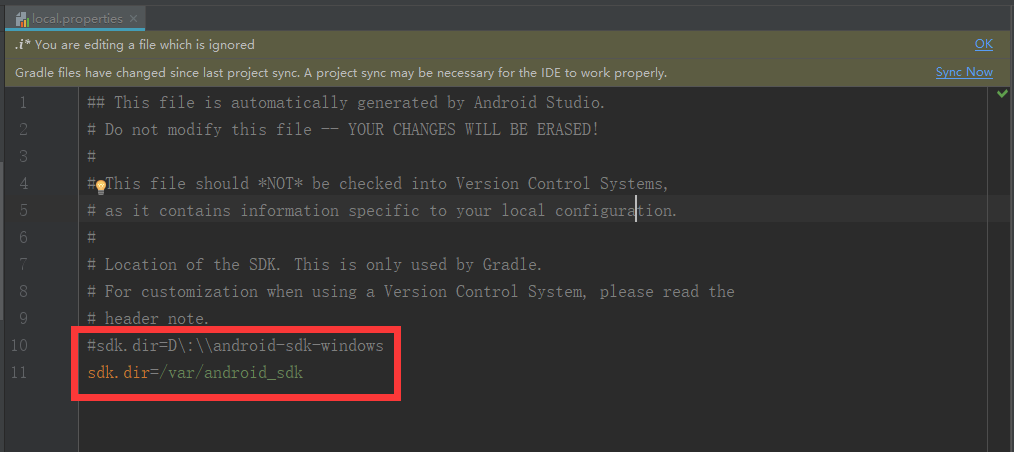 local.properties
.i* You are editing a file which is ignored OK
Gradle files have changed since last project sync. A project sync may be necessary for the IDE to work properly. Sync Now
1 ## This file is automatically generated by Android Studio.
2 # Do not modify this file -- YOUR CHANGES WILL BE ERASED!
3 #
4 # This file should *NOT* be checked into Version Control Systems,
5 # as it contains information specific to your local configuration.
6 #
7 # Location of the SDK. This is only used by Gradle.
8 # For customization when using a Version Control System, please read the
9 # header note.
10 #sdk.dir=D\:\\android-sdk-windows
11 sdk.dir=/var/android_sdk